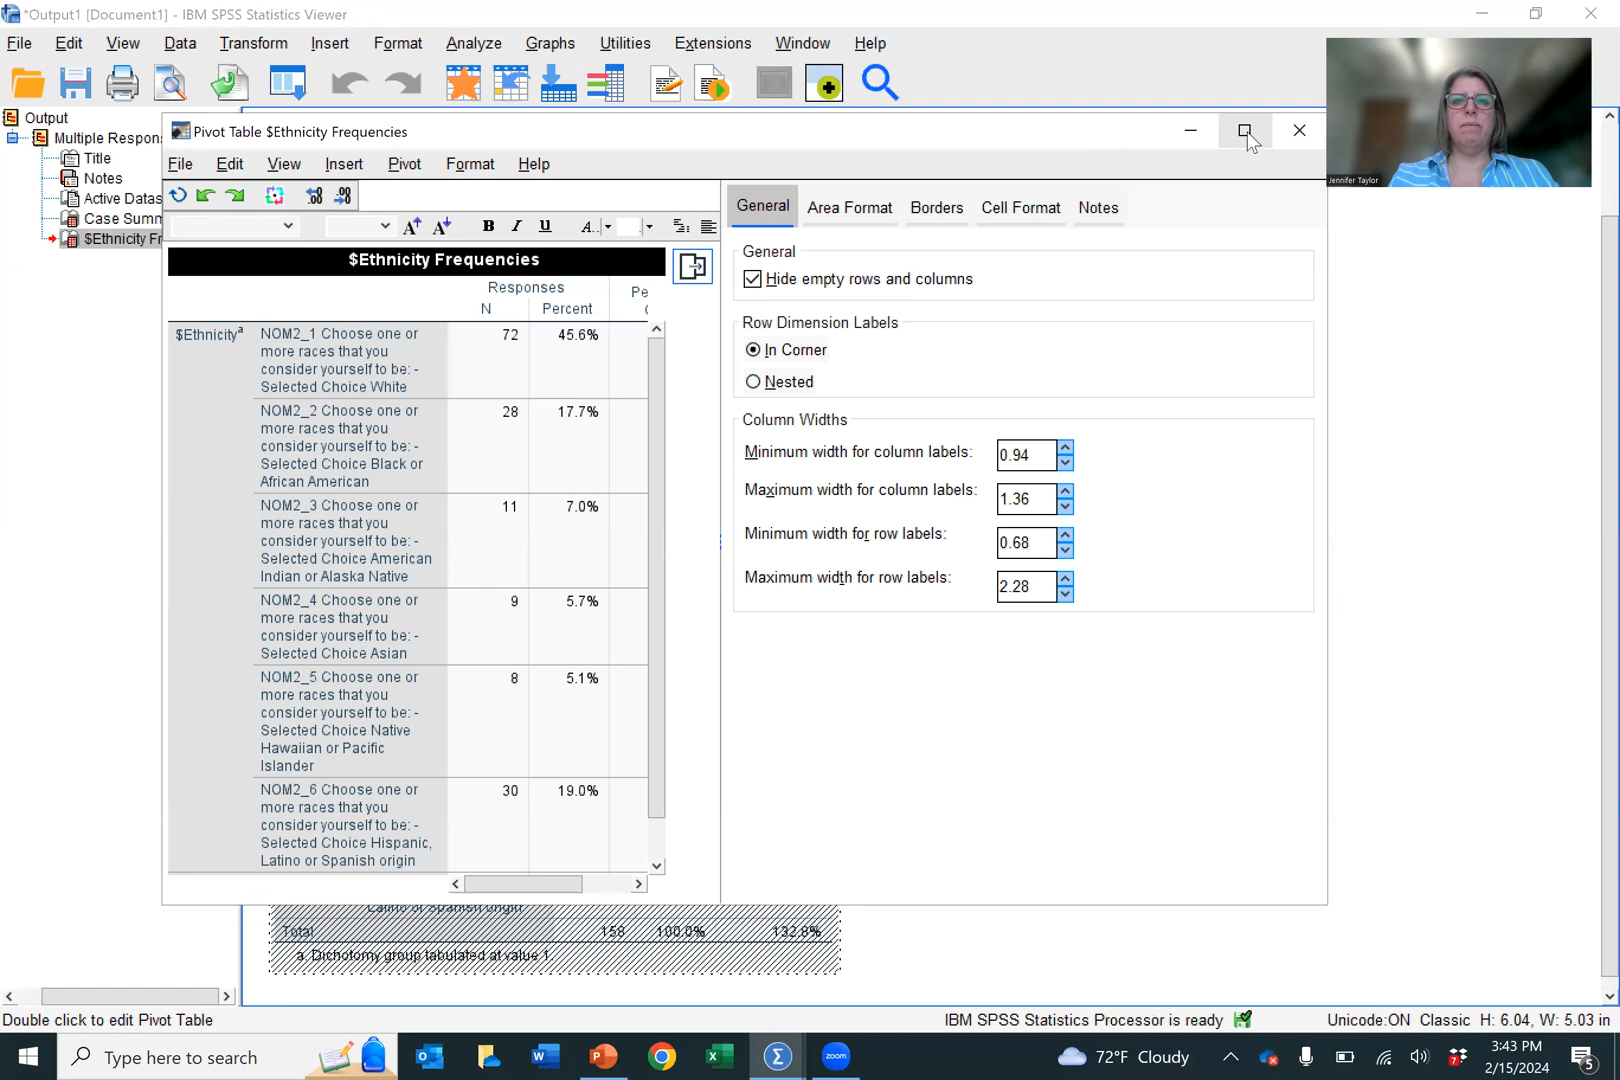 *Output1 [Document1] - IBM SPSS Statistics Viewer
File Edit View Data Transform Insert Format Analyze Graphs Utilities Extensions Window Help
Jennifer Taylor
Output
Multiple Respon
Title
Notes
Active Datas
Case Summ
$Ethnicity Fr
Pivot Table $Ethnicity Frequencies
File Edit View Insert Pivot Format Help
B I U A..
$Ethnicity Frequencies
Responses
N Percent
Pe
$Ethnicity a
NOM2_1 Choose one or
more races that you
consider yourself to be: -
Selected Choice White
72 45.6%
NOM2_2 Choose one or
more races that you
consider yourself to be: -
Selected Choice Black or
African American
28 17.7%
NOM2_3 Choose one or
more races that you
consider yourself to be: -
Selected Choice American
Indian or Alaska Native
11 7.0%
NOM2_4 Choose one or
more races that you
consider yourself to be: -
Selected Choice Asian
9 5.7%
NOM2_5 Choose one or
more races that you
consider yourself to be: -
Selected Choice Native
Hawaiian or Pacific
Islander
8 5.1%
NOM2_6 Choose one or
more races that you
consider yourself to be: -
Selected Choice Hispanic,
Latino or Spanish origin
30 19.0%
General Area Format Borders Cell Format Notes
General
Hide empty rows and columns
Row Dimension Labels
In Corner
Nested
Column Widths
Minimum width for column labels: 0.94
Maximum width for column labels: 1.36
Minimum width for row labels: 0.68
Maximum width for row labels: 2.28
Latino or Spanish origin
Total 158 100.0% 132.8%
a. Dichotomy group tabulated at value 1.
Double click to edit Pivot Table
IBM SPSS Statistics Processor is ready
Unicode:ON Classic H: 6.04, W: 5.03 in
Type here to search
zoom
72°F Cloudy
3:43 PM
2/15/2024
5